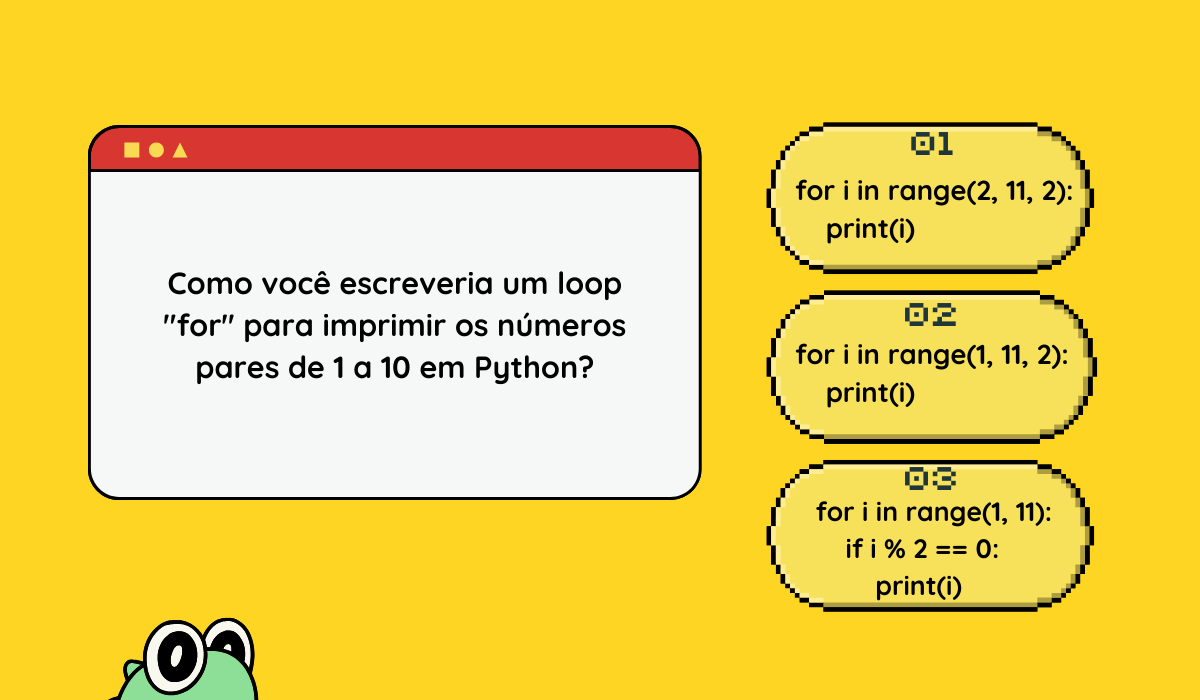 Como você escreveria um loop
"for" para imprimir os números
pares de 1 a 10 em Python?
01
for i in range(2, 11, 2):
    print(i)
02
for i in range(1, 11, 2):
    print(i)
03
for i in range(1, 11):
    if i % 2 == 0:
        print(i)